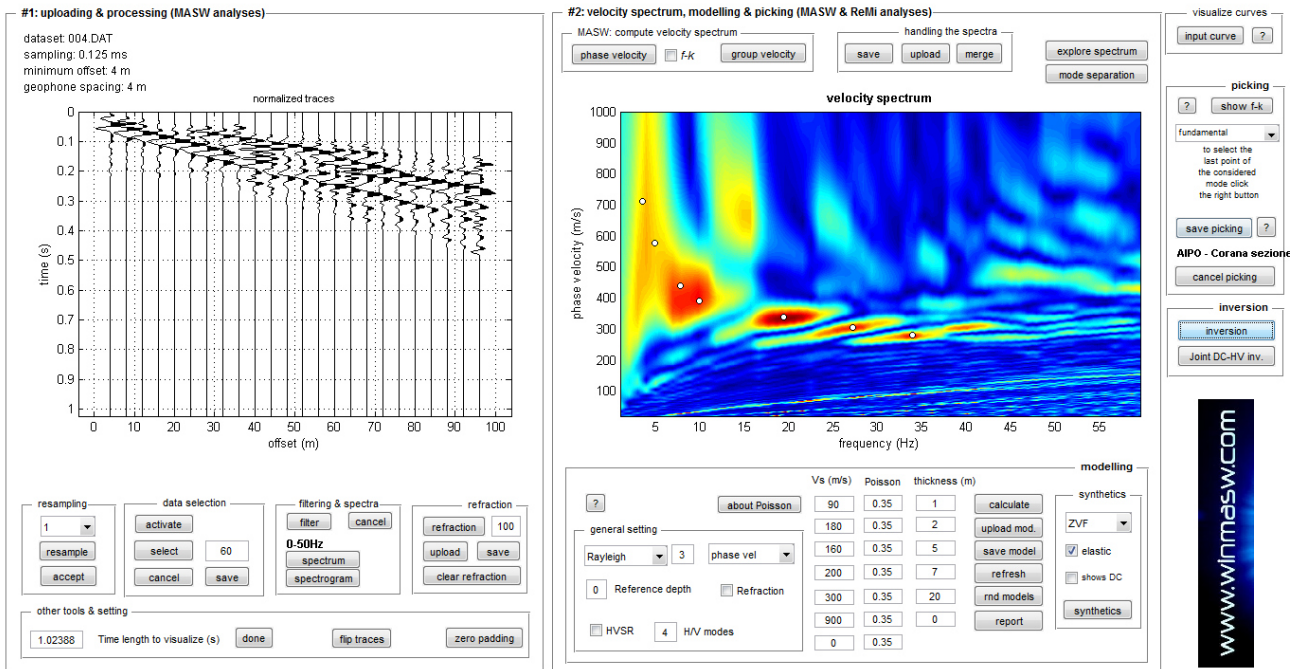 #1: uploading & processing (MASW analyses)
dataset: 004.DAT
sampling: 0.125 ms
minimum offset: 4 m
geophone spacing: 4 m
normalized traces
0
0.1
0.2
0.3
0.4
0.5
0.6
0.7
0.8
0.9
1
time (s)
0 10 20 30 40 50 60 70 80 90 100
offset (m)
resampling
1
resample
accept
data selection
activate
select 60
cancel save
filtering & spectra
filter cancel
0-50Hz
spectrum
spectrogram
refraction
refraction 100
upload save
clear refraction
other tools & setting
1.02388 Time length to visualize (s) done flip traces zero padding
#2: velocity spectrum, modelling & picking (MASW & ReMi analyses)
MASW: compute velocity spectrum
phase velocity f-k group velocity
handling the spectra
save upload merge
explore spectrum
mode separation
velocity spectrum
1000
900
800
700
600
500
400
300
200
100
phase velocity (m/s)
5 10 15 20 25 30 35 40 45 50 55
frequency (Hz)
modelling
? about Poisson
general setting
Rayleigh 3 phase vel
0 Reference depth Refraction
HVSR 4 H/V modes
Vs (m/s) Poisson thickness (m)
90 0.35 1
180 0.35 2
160 0.35 5
200 0.35 7
300 0.35 20
900 0.35 0
0 0.35
calculate
upload mod.
save model
refresh
rnd models
report
synthetics
ZVF
elastic
shows DC
synthetics
visualize curves
input curve ?
picking
? show f-k
fundamental
to select the
last point of
the considered
mode click
the right button
save picking ?
AIPO - Corana sezione
cancel picking
inversion
inversion
Joint DC-HV inv.
www.winmasw.com